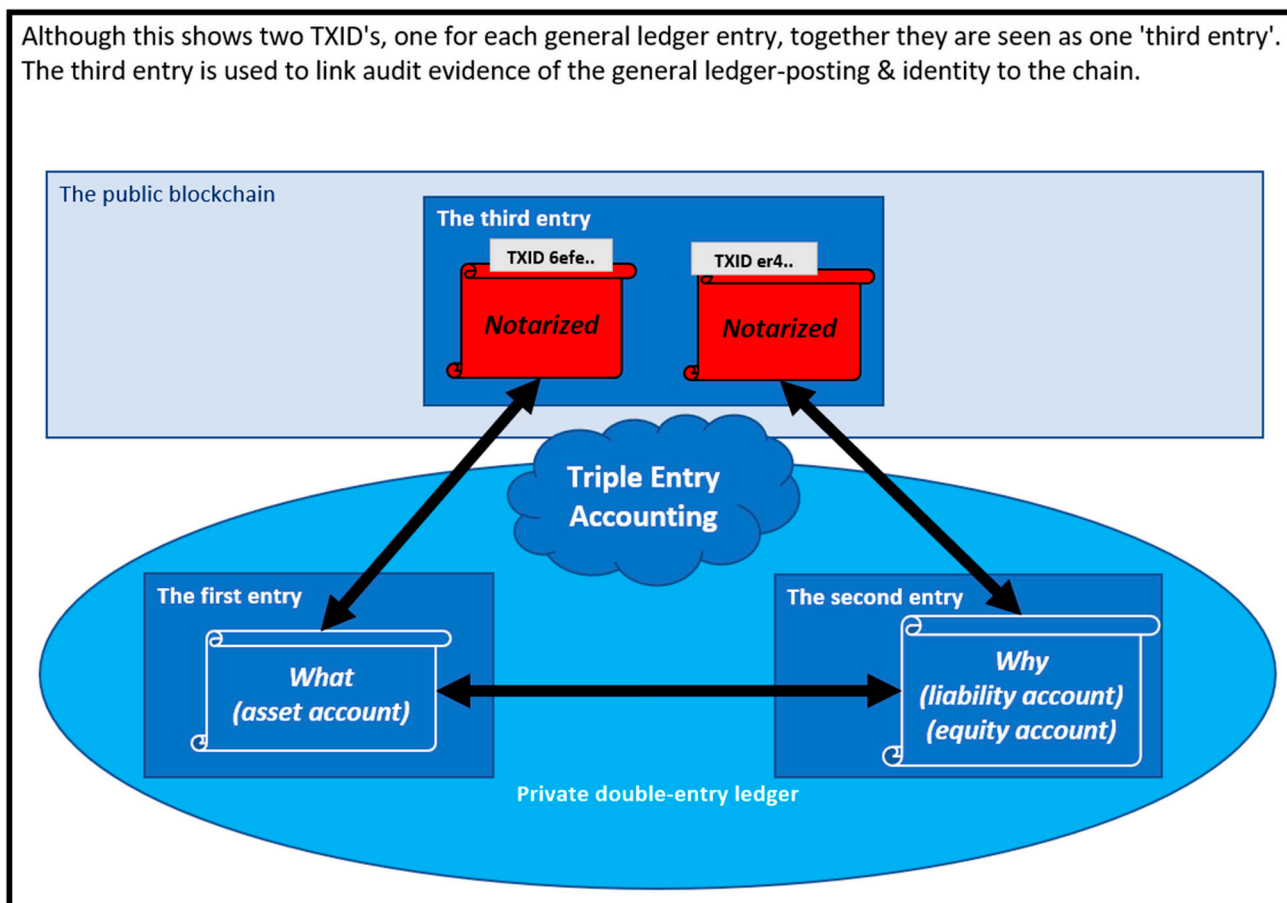 Although this shows two TXID's, one for each general ledger entry, together they are seen as one 'third entry'.
The third entry is used to link audit evidence of the general ledger-posting & identity to the chain.
The public blockchain
The third entry
TXID 6efe..
TXID er4..
Notarized
Notarized
Triple Entry
Accounting
The first entry
What
(asset account)
The second entry
Why
(liability account)
(equity account)
Private double-entry ledger